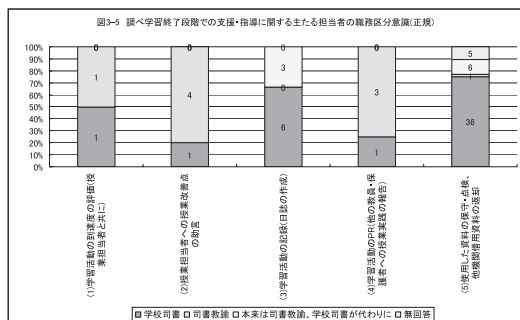 図3-5 調べ学習終了段階での支援・指導に関する主たる担当者の職務区分意識(正規)
100%
90%
80%
70%
60%
50%
40%
30%
20%
10%
0%
0
1
1
0
4
1
0
3
0
6
0
3
1
5
6
1
36
(1)学習活動の到達度の評価(授
業担当者と共に)
(2)授業担当者への授業改善点
の助言
(3)学習活動の記録(日誌の作成)
(4)学習活動のPR(他の教員・保
護者への授業実践の報告)
(5)使用した資料の保守・点検、
他機関借用資料の返却
学校司書 司書教諭 本来は司書教諭、学校司書が代わりに 無回答